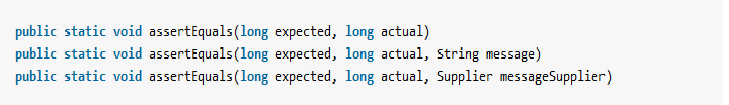 public static void assertEquals(long expected, long actual)
public static void assertEquals(long expected, long actual, String message)
public static void assertEquals(long expected, long actual, Supplier messageSupplier)